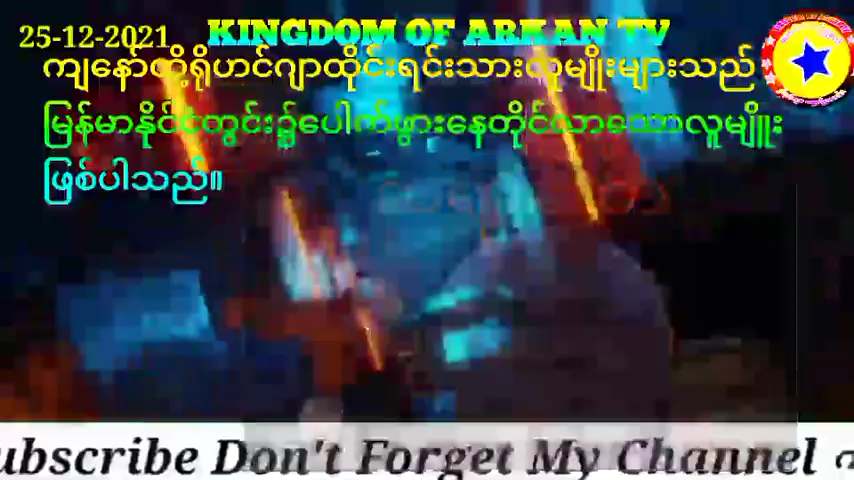 25-12-2021 KINGDOM OF ARKAN TV
ကျနော်တို့ရိုဟင်ဂျာထိုင်းရင်းသားလူမျိုးများသည်
မြန်မာနိုင်ငံတွင်း၌ပေါက်ဖွားနေတိုင်လာသောလူမျိူး
ဖြစ်ပါသည်။
ubscribe Don't Forget My Channel